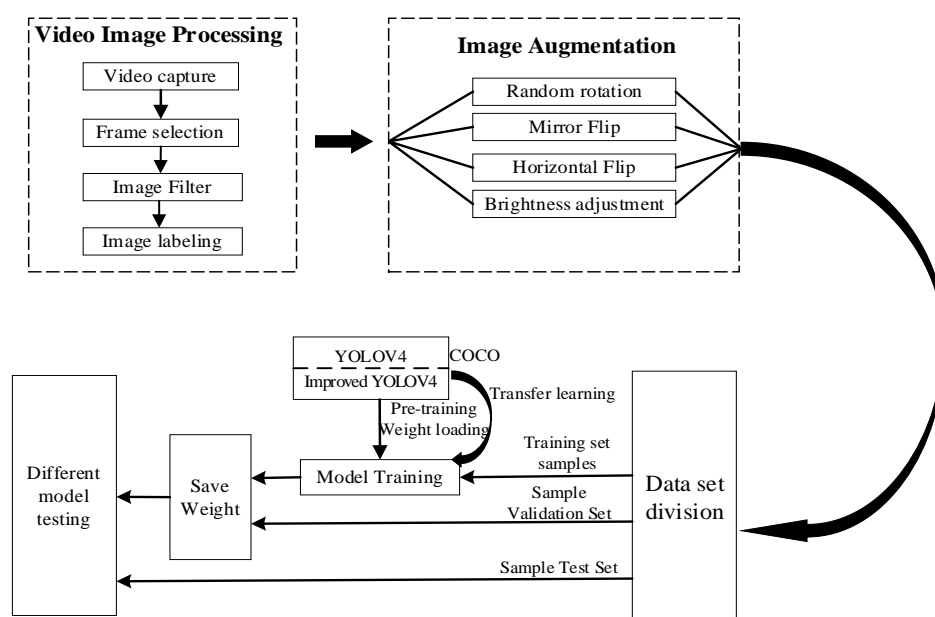 Video Image Processing
Video capture
Frame selection
Image Filter
Image labeling
Image Augmentation
Random rotation
Mirror Flip
Horizontal Flip
Brightness adjustment
YOLOV4
COCO
Improved YOLOV4
Transfer learning
Pre-training
Weight loading
Model Training
Training set
samples
Sample
Validation Set
Sample Test Set
Data set
division
Save
Weight
Different
model
testing